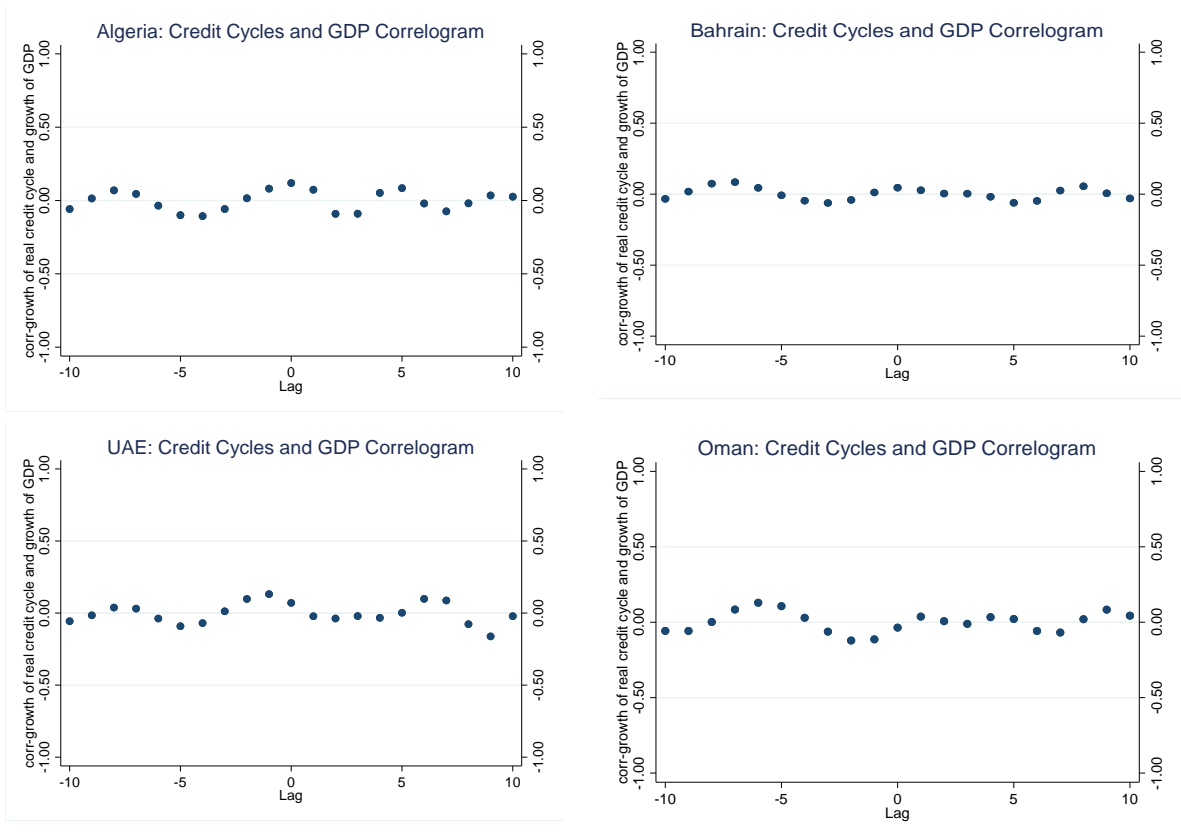 Algeria: Credit Cycles and GDP Correlogram
corr-growth of real credit cycle and growth of GDP
1.00
0.50
0.00
-0.50
-1.00
1.00
0.50
0.00
-0.50
-1.00
-10 -5 0 5 10
Lag
Bahrain: Credit Cycles and GDP Correlogram
corr-growth of real credit cycle and growth of GDP
1.00
0.50
0.00
-0.50
-1.00
1.00
0.50
0.00
-0.50
-1.00
-10 -5 0 5 10
Lag
UAE: Credit Cycles and GDP Correlogram
corr-growth of real credit cycle and growth of GDP
1.00
0.50
0.00
-0.50
-1.00
1.00
0.50
0.00
-0.50
-1.00
-10 -5 0 5 10
Lag
Oman: Credit Cycles and GDP Correlogram
corr-growth of real credit cycle and growth of GDP
1.00
0.50
0.00
-0.50
-1.00
1.00
0.50
0.00
-0.50
-1.00
-10 -5 0 5 10
Lag